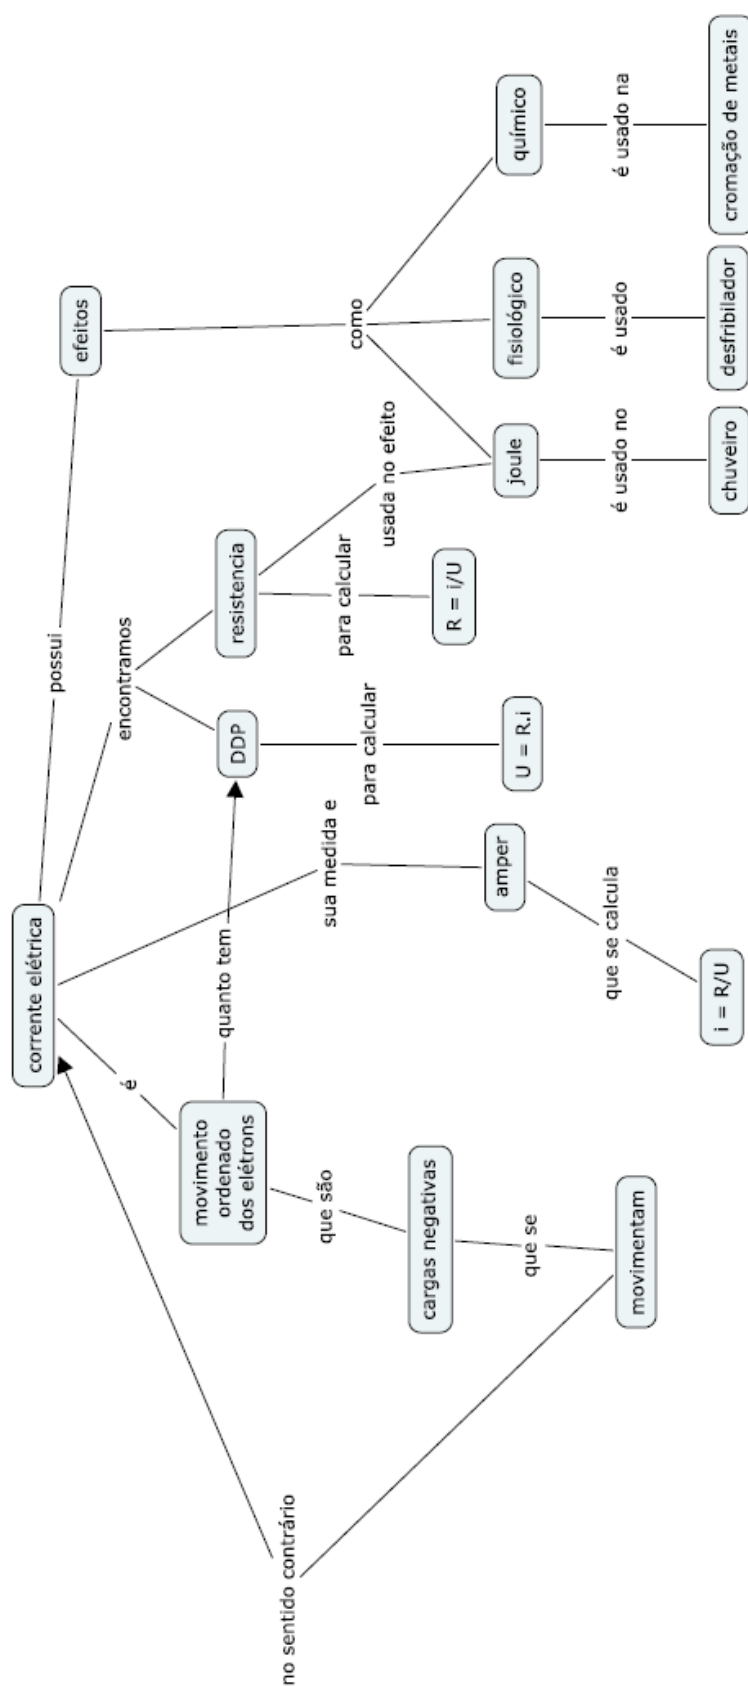 corrente elétrica
possui
efeitos
encontramos
é
no sentido contrário
movimento
ordenado
dos elétrons
quanto tem
DDP
resistencia
sua medida e
como
que são
para calcular
para calcular
usada no efeito
cargas negativas
amper
U = R.i
R = i/U
joule
fisiológico
químico
que se
que se calcula
é usado no
é usado
é usado na
movimentam
i = R/U
chuveiro
desfribilador
cromação de metais